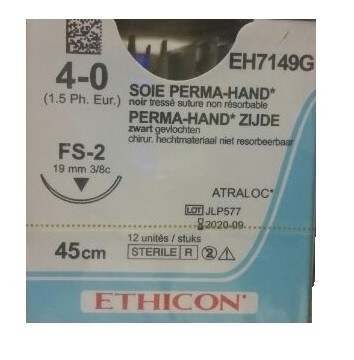 EH7149G
4-0
(1.5 Ph. Eur.)
SOIE PERMA-HAND*
noir tressé suture non résorbable
PERMA-HAND* ZIJDE
zwart gevlochten
chirur. hechtmateriaal niet resorbeerbaar
FS-2
19 mm 3/8c
ATRALOC*
LOT JLP577
2020-09
45cm
12 unités / stuks
STERILE R 2
ETHICON*